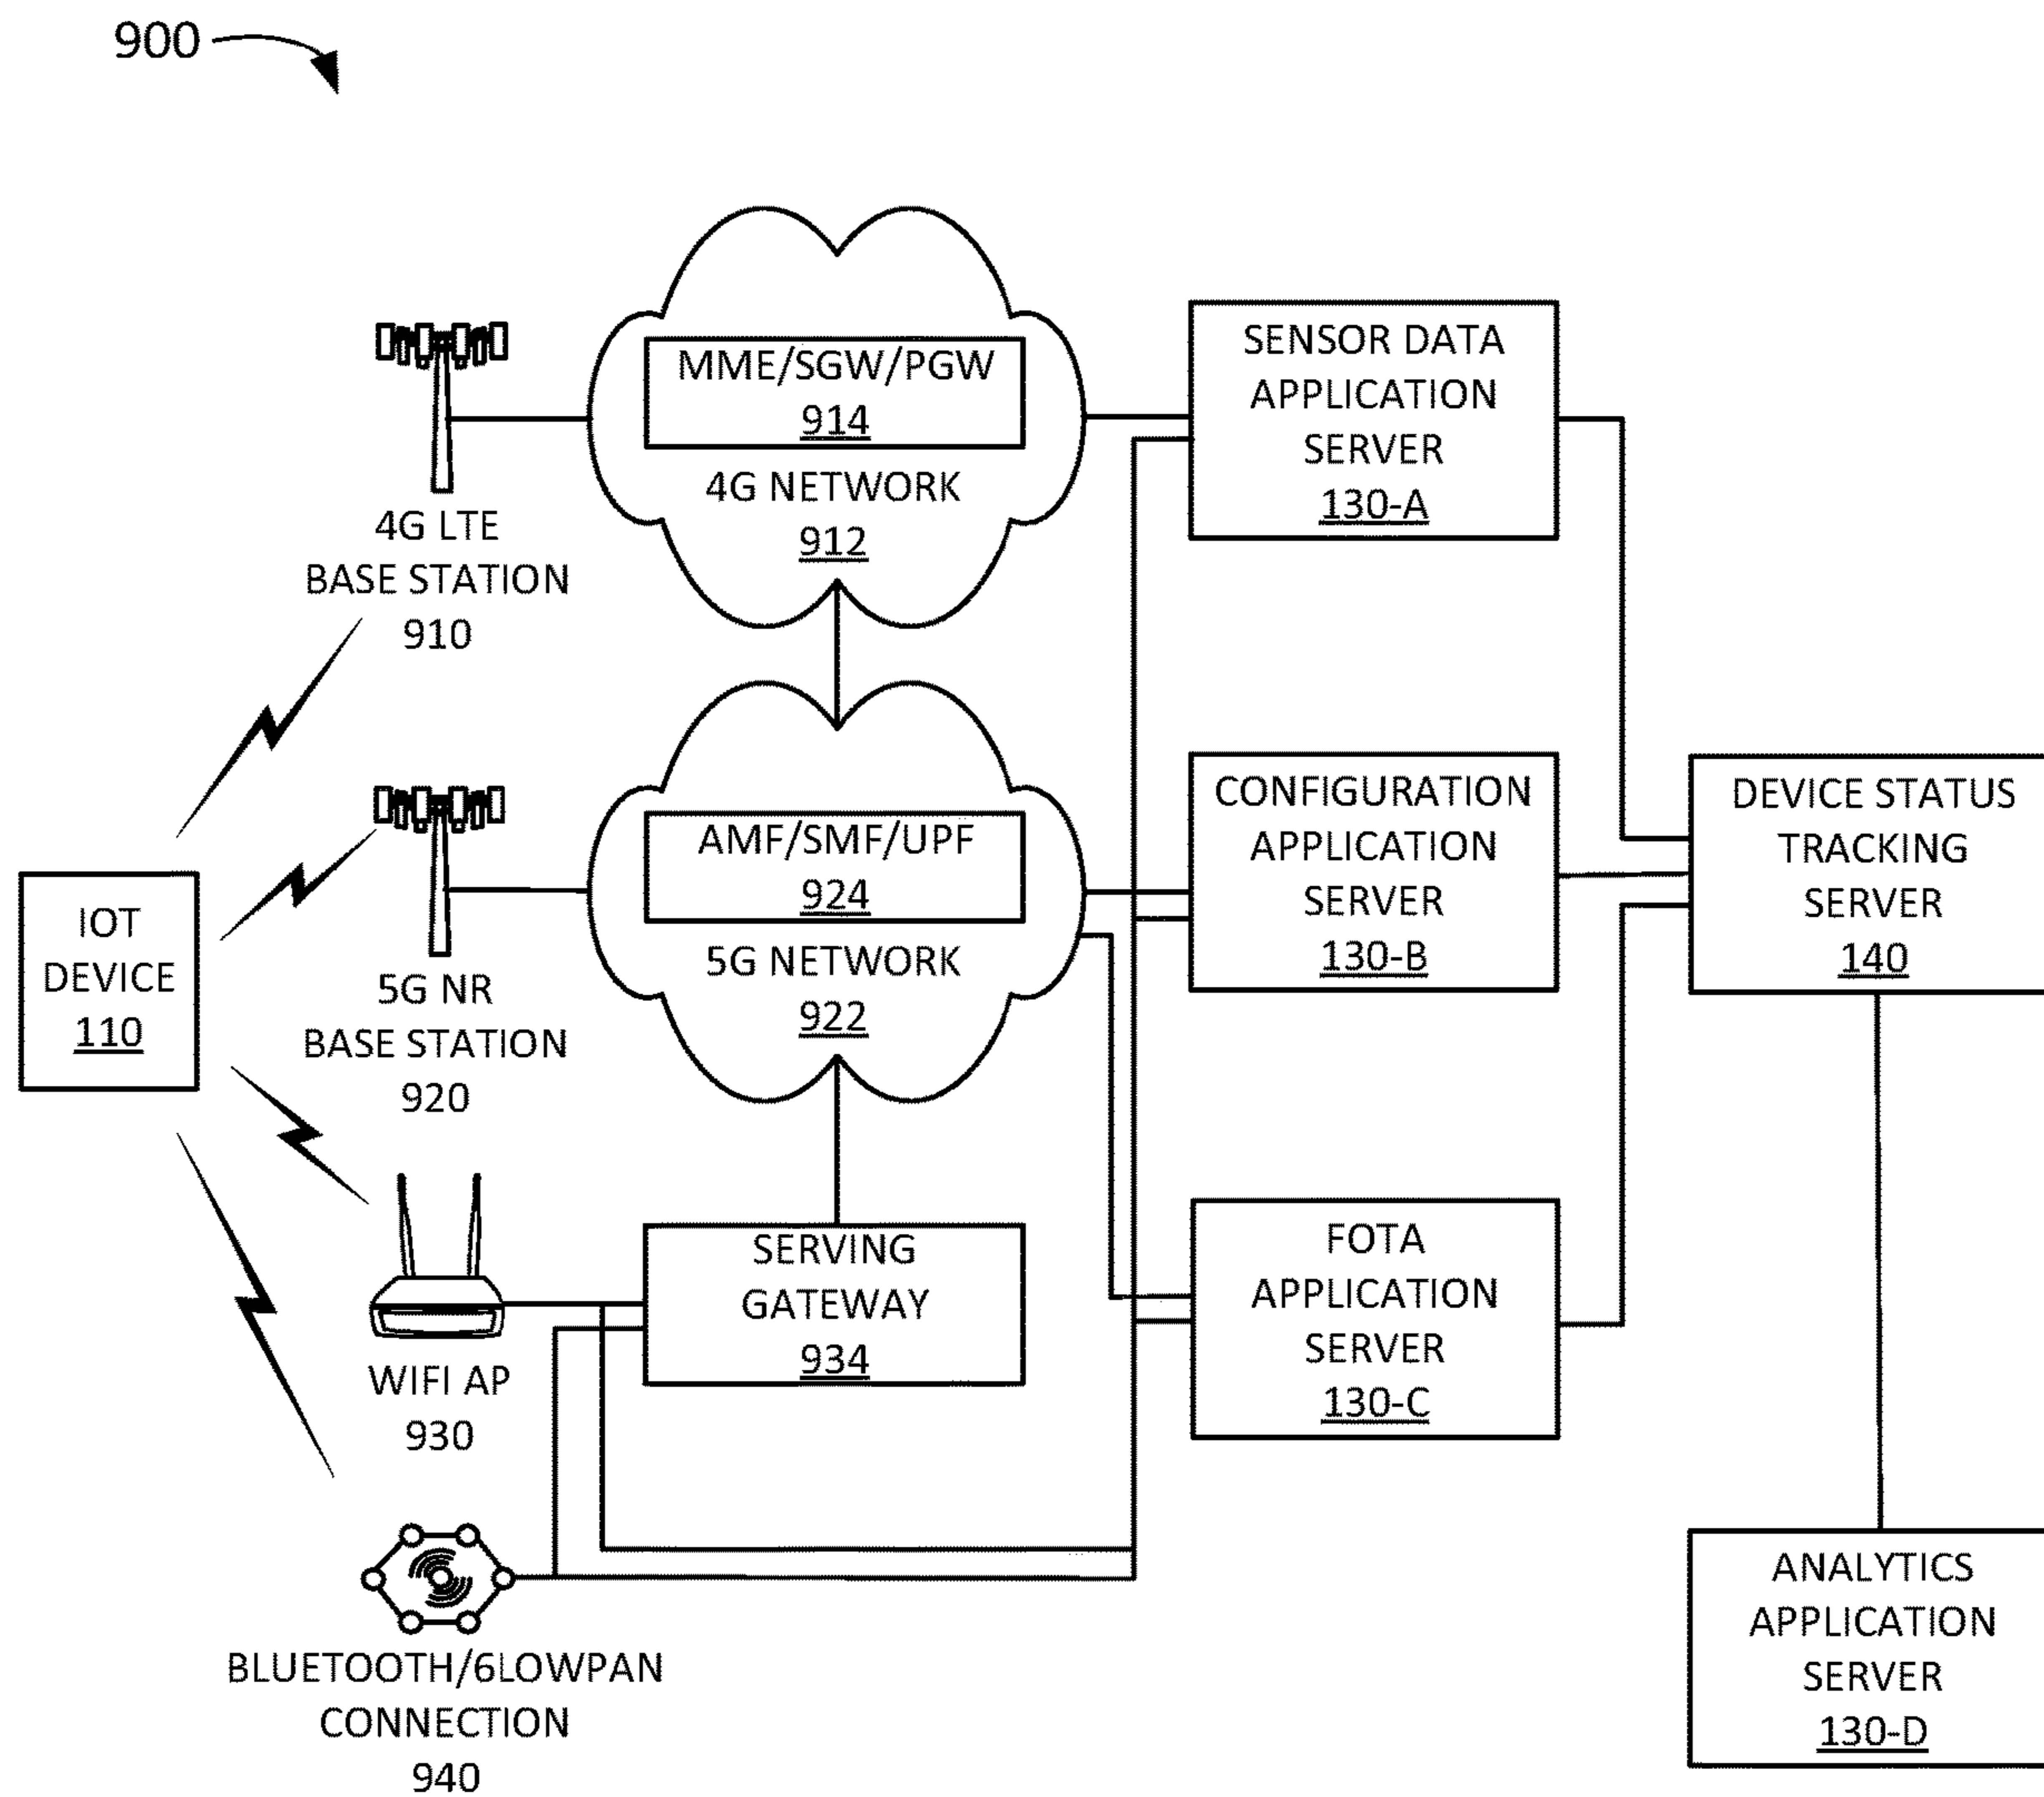 900
MME/SGW/PGW
914
4G NETWORK
912
4G LTE
BASE STATION
910
SENSOR DATA
APPLICATION
SERVER
130-A
IOT
DEVICE
110
5G NR
BASE STATION
920
AMF/SMF/UPF
924
5G NETWORK
922
CONFIGURATION
APPLICATION
SERVER
130-B
DEVICE STATUS
TRACKING
SERVER
140
WIFI AP
930
SERVING
GATEWAY
934
FOTA
APPLICATION
SERVER
130-C
BLUETOOTH/6LOWPAN
CONNECTION
940
ANALYTICS
APPLICATION
SERVER
130-D